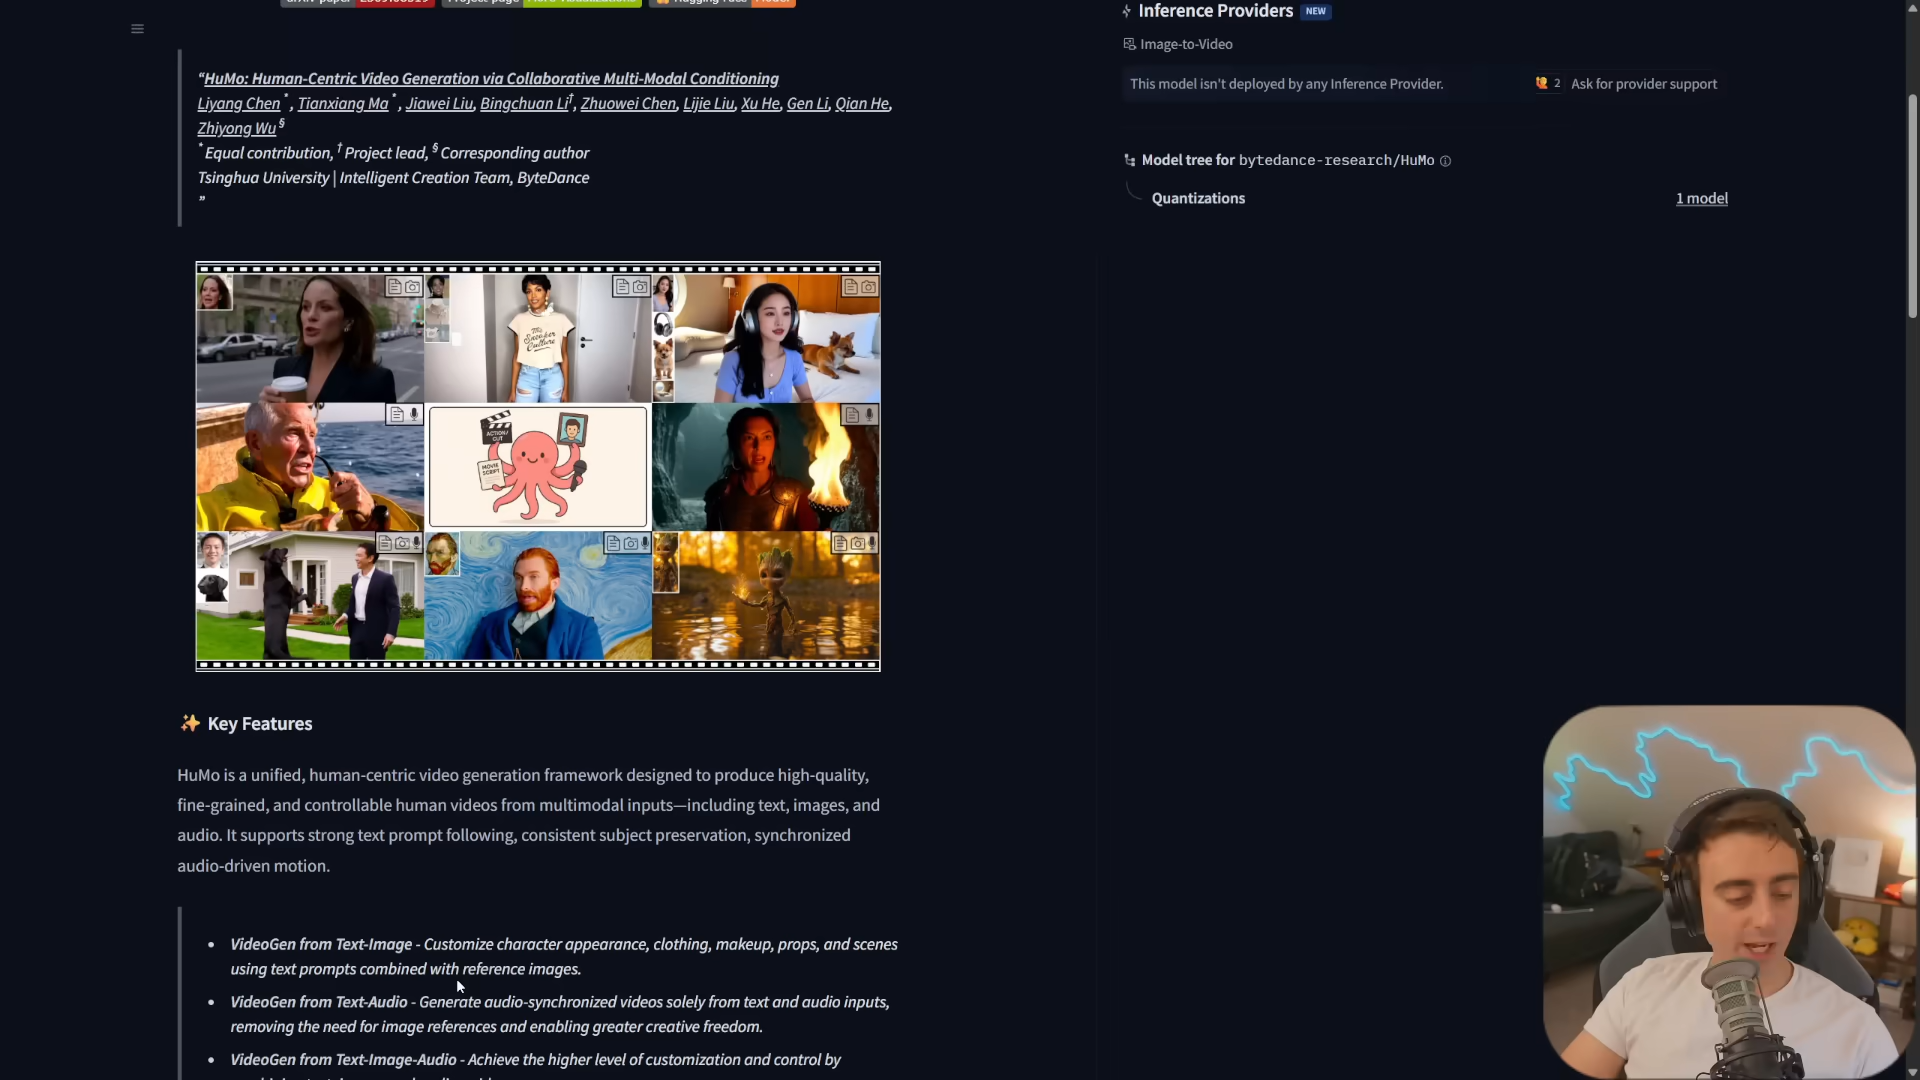 Inference Providers NEW
Image-to-Video
This model isn't deployed by any Inference Provider.
2 Ask for provider support
Model tree for bytedance-research/HuMo
Quantizations
1 model
“HuMo: Human-Centric Video Generation via Collaborative Multi-Modal Conditioning
Liyang Chen*, Tianxiang Ma*, Jiawei Liu, Bingchuan Li†, Zhuowei Chen, Lijie Liu, Xu He, Gen Li, Qian He,
Zhiyong Wu§
* Equal contribution, † Project lead, § Corresponding author
Tsinghua University | Intelligent Creation Team, ByteDance
”
The
Sneaker
Culture
ACTION/
CUT
MOVIE
SCRIPT
✨ Key Features
HuMo is a unified, human-centric video generation framework designed to produce high-quality,
fine-grained, and controllable human videos from multimodal inputs—including text, images, and
audio. It supports strong text prompt following, consistent subject preservation, synchronized
audio-driven motion.
• VideoGen from Text-Image - Customize character appearance, clothing, makeup, props, and scenes
using text prompts combined with reference images.
• VideoGen from Text-Audio - Generate audio-synchronized videos solely from text and audio inputs,
removing the need for image references and enabling greater creative freedom.
• VideoGen from Text-Image-Audio - Achieve the higher level of customization and control by